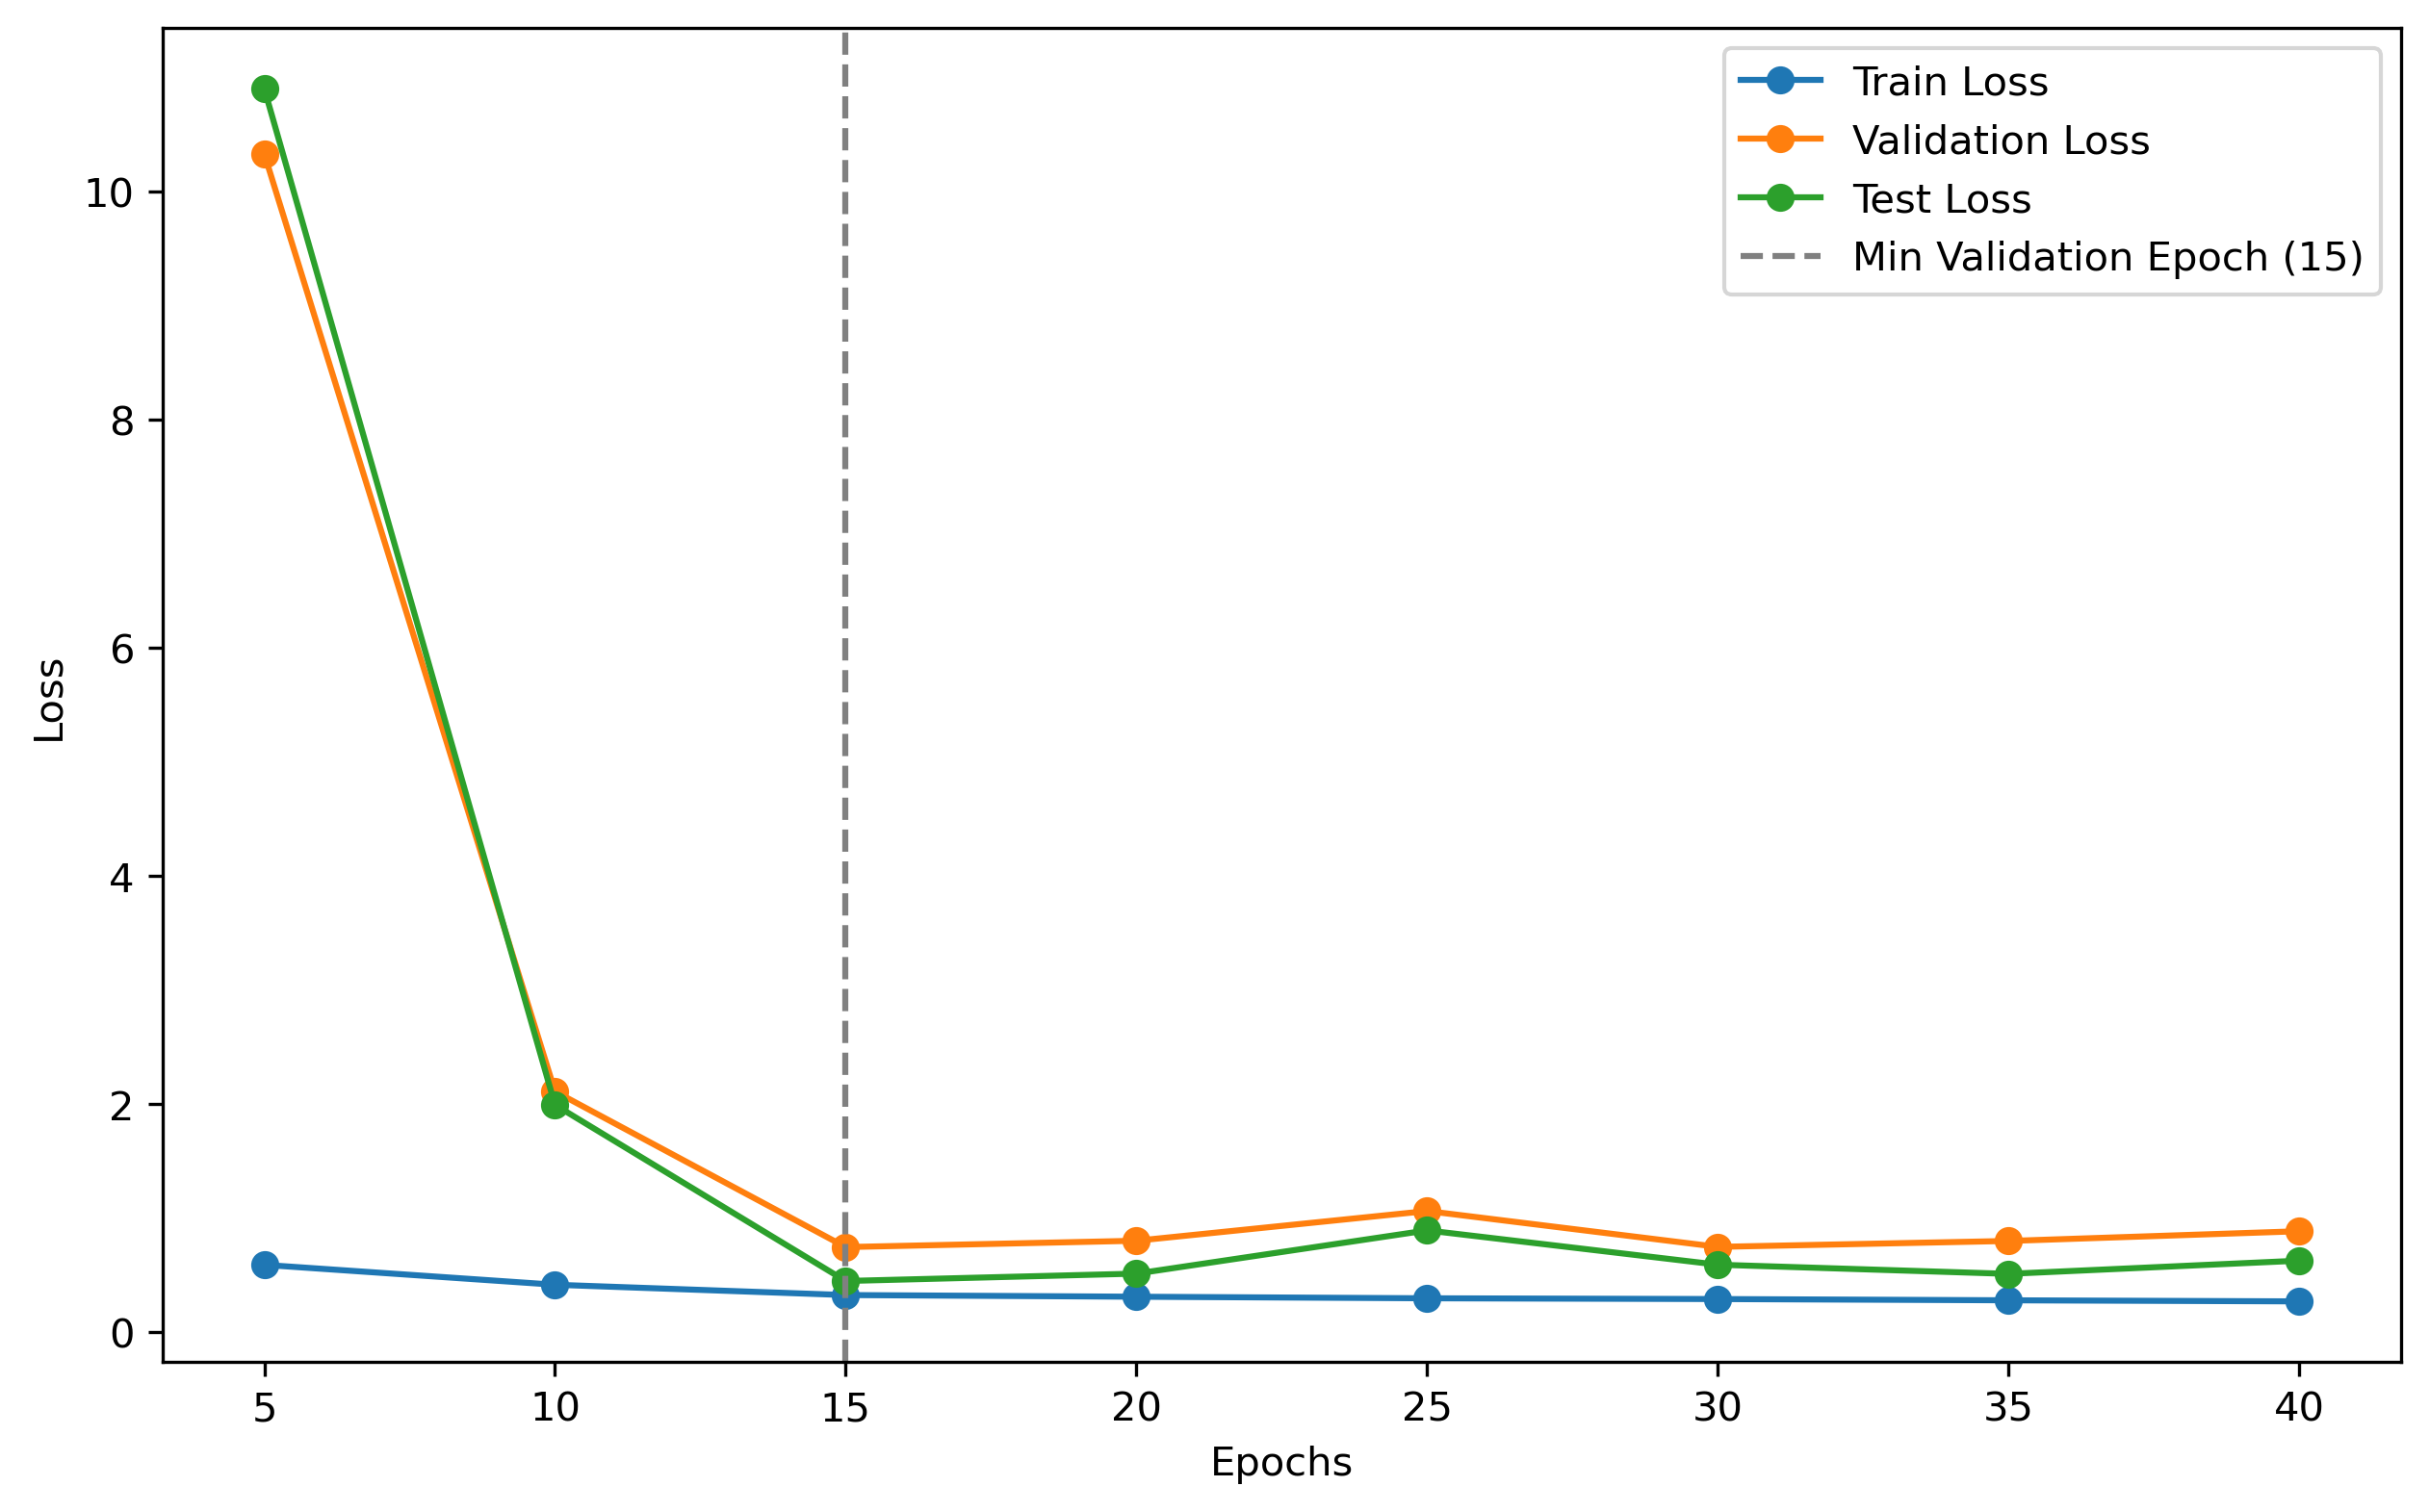 Train Loss
Validation Loss
Test Loss
Min Validation Epoch (15)
10
8
6
4
2
0
Loss
5 10 15 20 25 30 35 40
Epochs